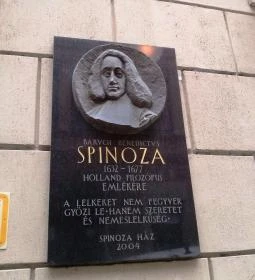 BARUCH BENEDICTUS
SPINOZA
1632 - 1677
HOLLAND FILOZÓFUS
EMLÉKÉRE
A LELKEKET NEM FEGYVER
GYŐZI LE · HANEM SZERETET
ÉS NEMESLELKŰSÉG ·
SPINOZA HÁZ
2004